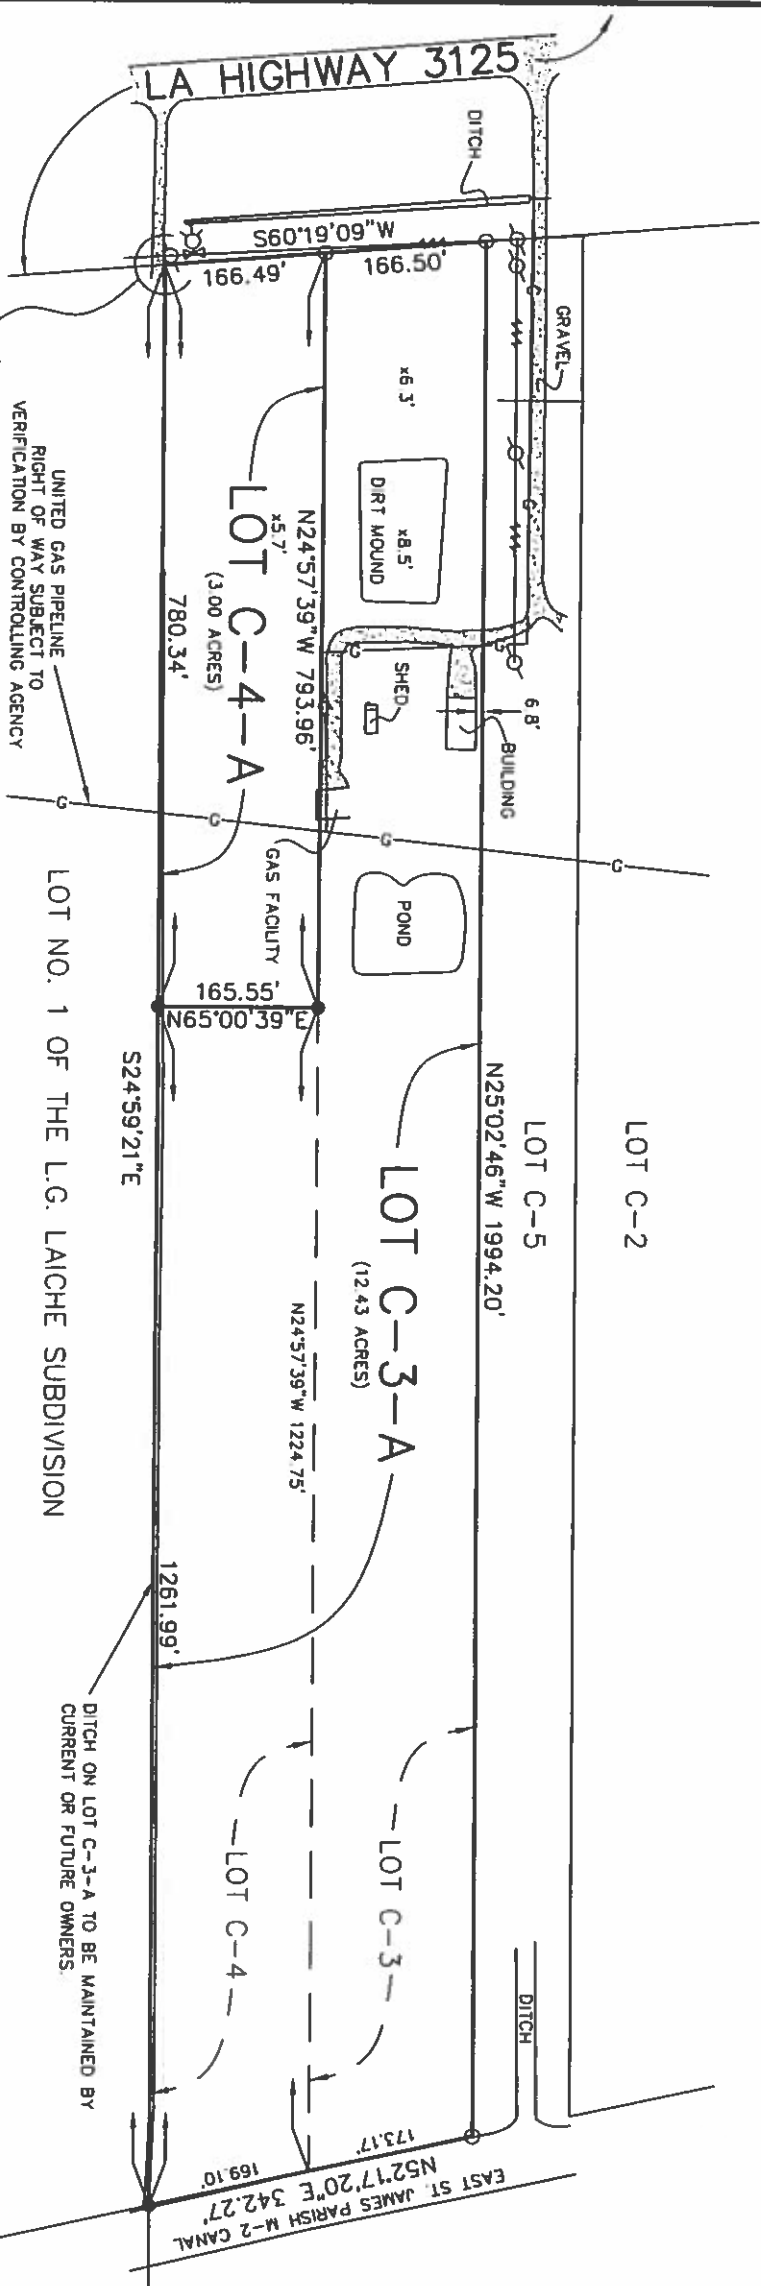 LA HIGHWAY 3125
DITCH
S60°19'09"W
166.49'
166.50'
GRAVEL
G
x6.3'
x8.5'
DIRT MOUND
G
UNITED GAS PIPELINE
RIGHT OF WAY SUBJECT TO
VERIFICATION BY CONTROLLING AGENCY
LOT C-4-A
(3.00 ACRES)
x5.7'
N24°57'39"W 793.96'
780.34'
G
G
SHED
6.8'
BUILDING
G
G
G
G
GAS FACILITY
POND
165.55'
N65°00'39"E
LOT NO. 1 OF THE L.G. LAICHE SUBDIVISION
S24°59'21"E
LOT C-2
LOT C-5
N25°02'46"W 1994.20'
LOT C-3-A
(12.43 ACRES)
N24°57'39"W 1224.75'
1261.99'
DITCH ON LOT C-3-A TO BE MAINTAINED BY
CURRENT OR FUTURE OWNERS.
LOT C-4
LOT C-3
DITCH
173.17'
169.10'
N52°17'20"E 342.27'
EAST ST. JAMES PARISH M-2 CANAL